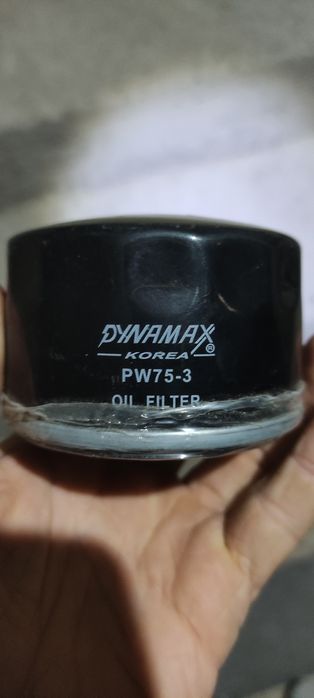 DYNAMAX®
KOREA
PW75-3
OIL FILTER